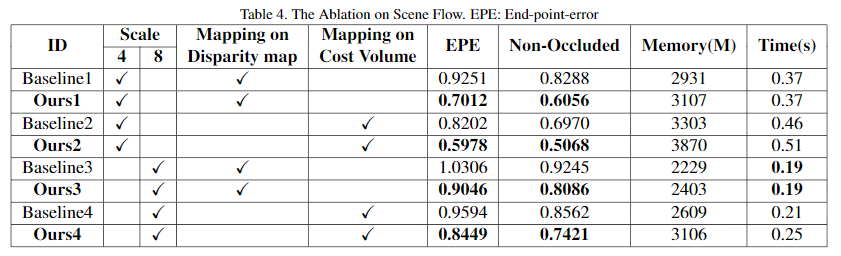 Table 4. The Ablation on Scene Flow. EPE: End-point-error
ID Scale Mapping on Disparity map Mapping on Cost Volume EPE Non-Occluded Memory(M) Time(s)
4 8
Baseline1 ✓ ✓ 0.9251 0.8288 2931 0.37
Ours1 ✓ ✓ 0.7012 0.6056 3107 0.37
Baseline2 ✓ ✓ 0.8202 0.6970 3303 0.46
Ours2 ✓ ✓ 0.5978 0.5068 3870 0.51
Baseline3 ✓ ✓ 1.0306 0.9245 2229 0.19
Ours3 ✓ ✓ 0.9046 0.8086 2403 0.19
Baseline4 ✓ ✓ 0.9594 0.8562 2609 0.21
Ours4 ✓ ✓ 0.8449 0.7421 3106 0.25